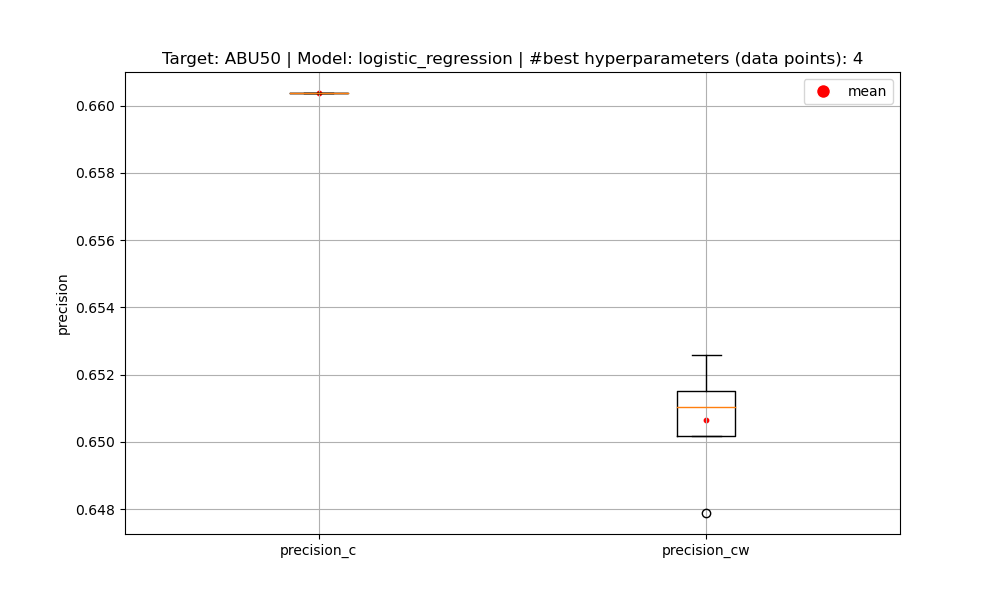 Target: ABU50 | Model: logistic_regression | #best hyperparameters (data points): 4
mean
0.660
0.658
0.656
0.654
0.652
0.650
0.648
precision
precision_c
precision_cw